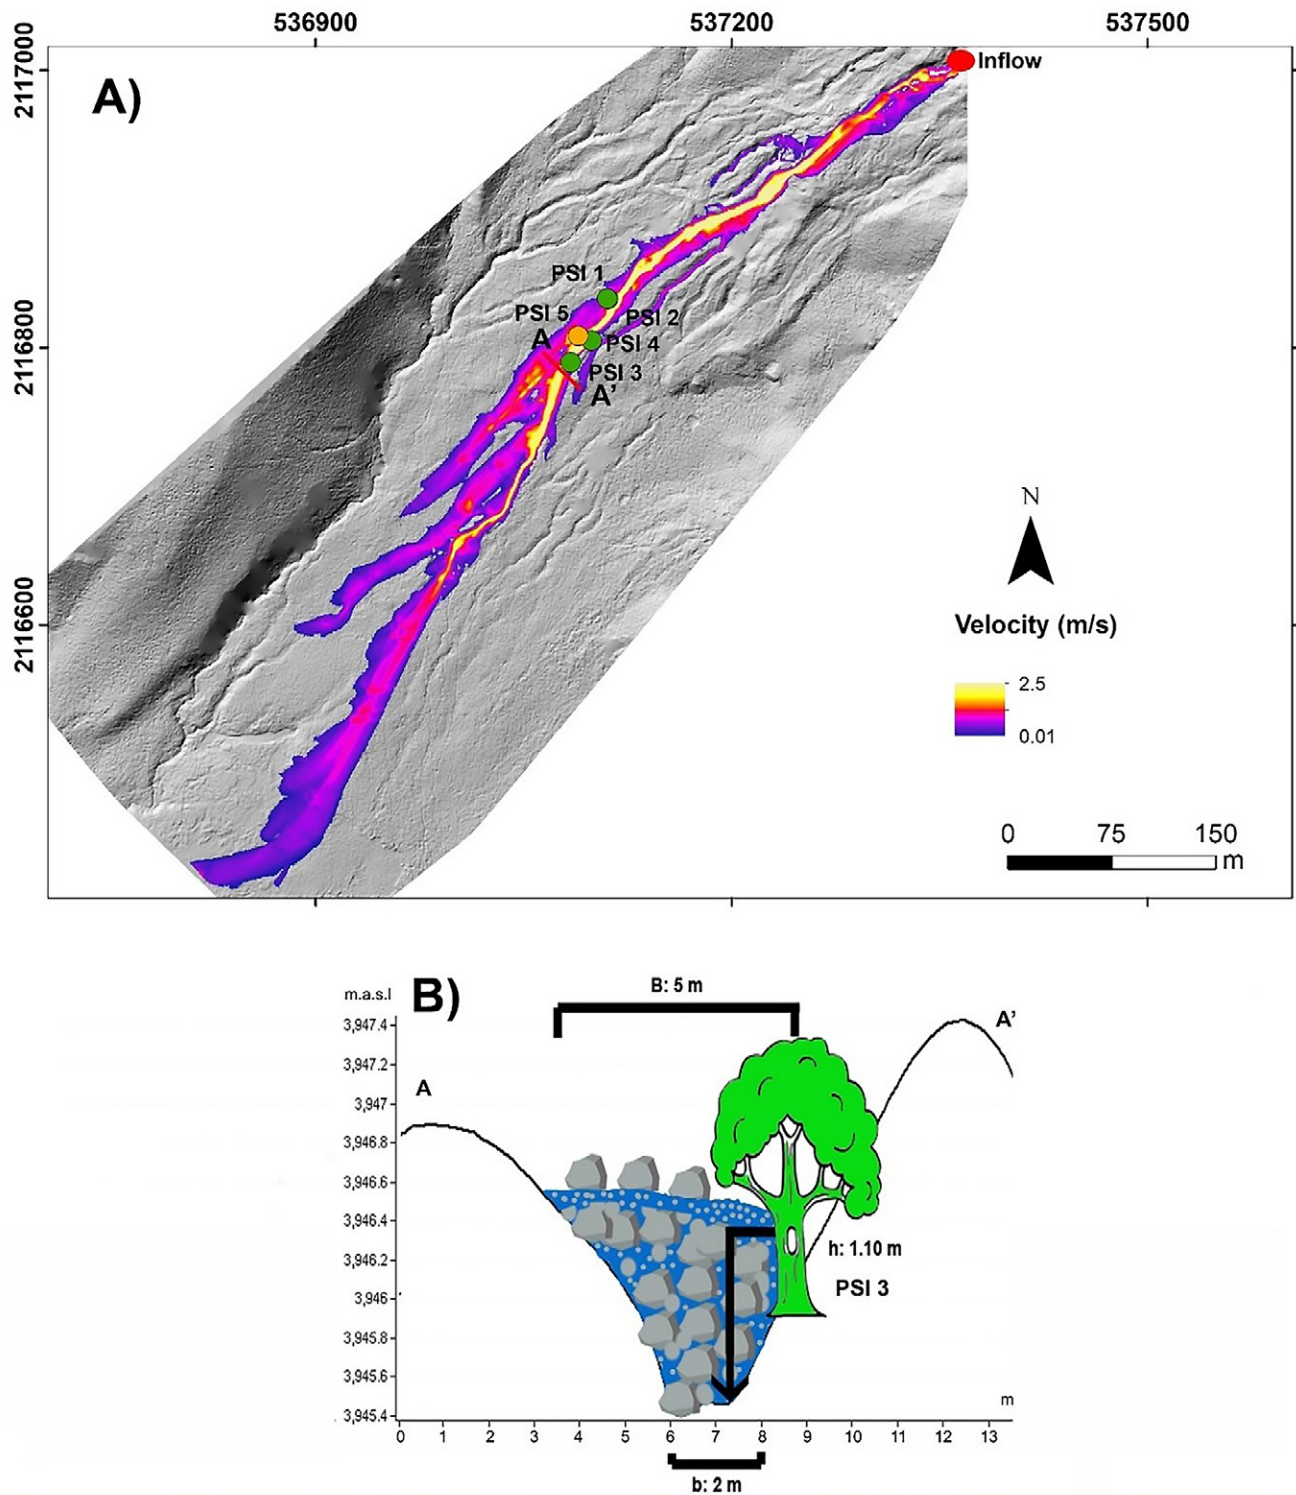 536900 537200 537500
2117000
A)
Inflow
PSI 1
PSI 5
PSI 2
2116800
A
PSI 4
PSI 3
A’
N
2116600
Velocity (m/s)
2.5
0.01
0 75 150
m
B)
B: 5 m
m.a.s.l
A’
3,947.4
3,947.2
A
3,947
3,946.8
3,946.6
3,946.4
h: 1.10 m
3,946.2
PSI 3
3,946
3,945.8
3,945.6
m
3,945.4
0 1 2 3 4 5 6 7 8 9 10 11 12 13
b: 2 m